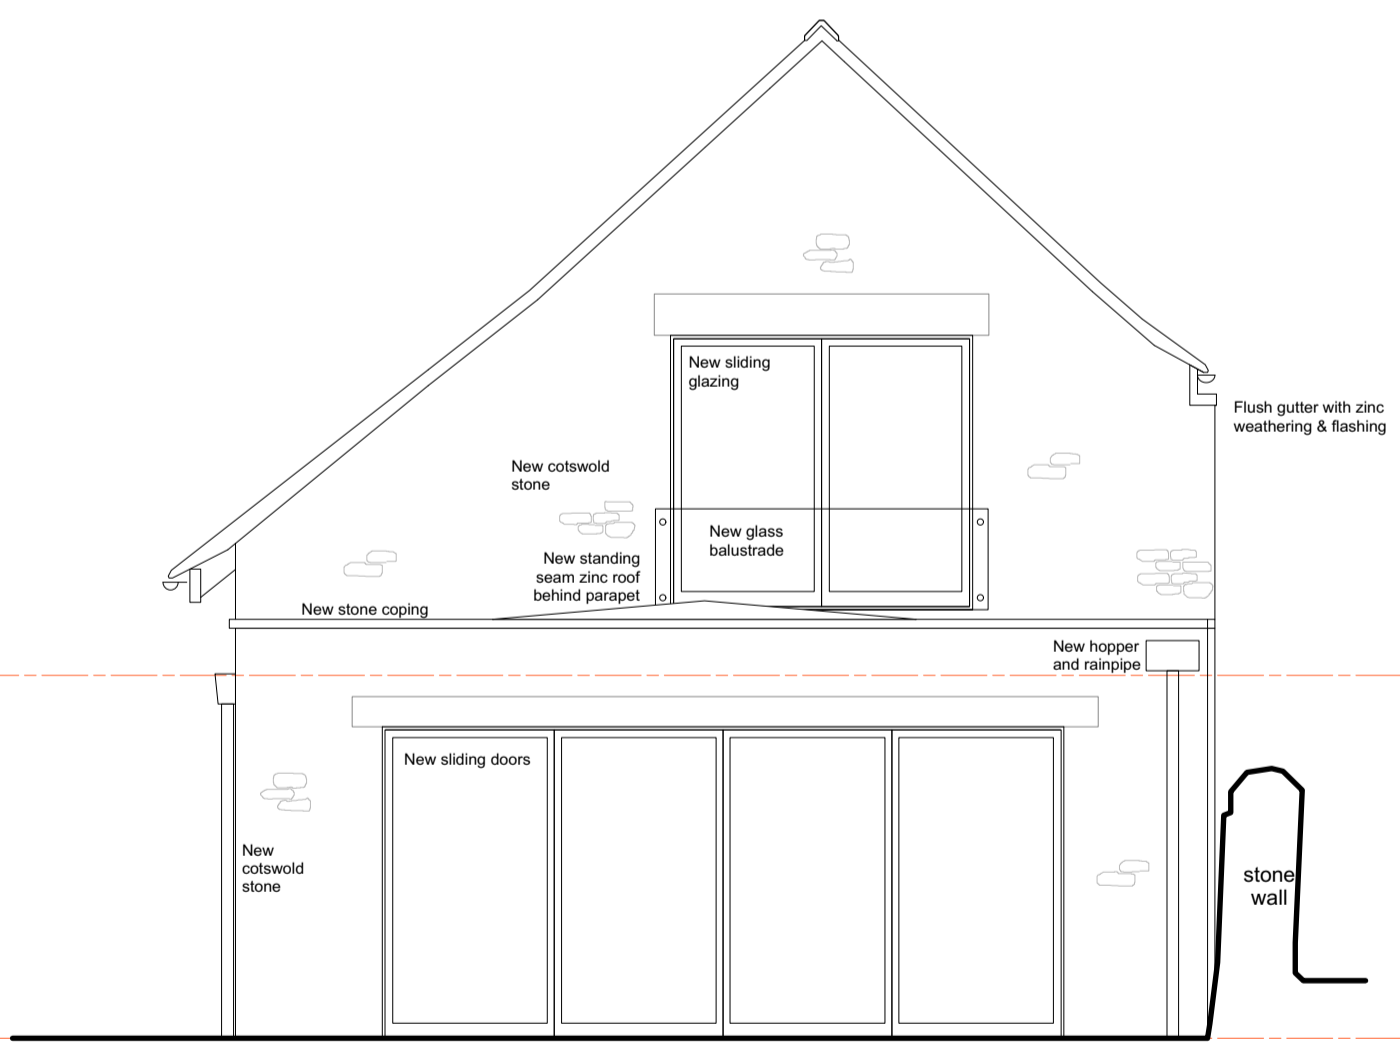 New sliding
glazing
Flush gutter with zinc
weathering & flashing
New cotswold
stone
New glass
balustrade
New standing
seam zinc roof
behind parapet
New stone coping
New hopper
and rainpipe
New sliding doors
New
cotswold
stone
stone
wall